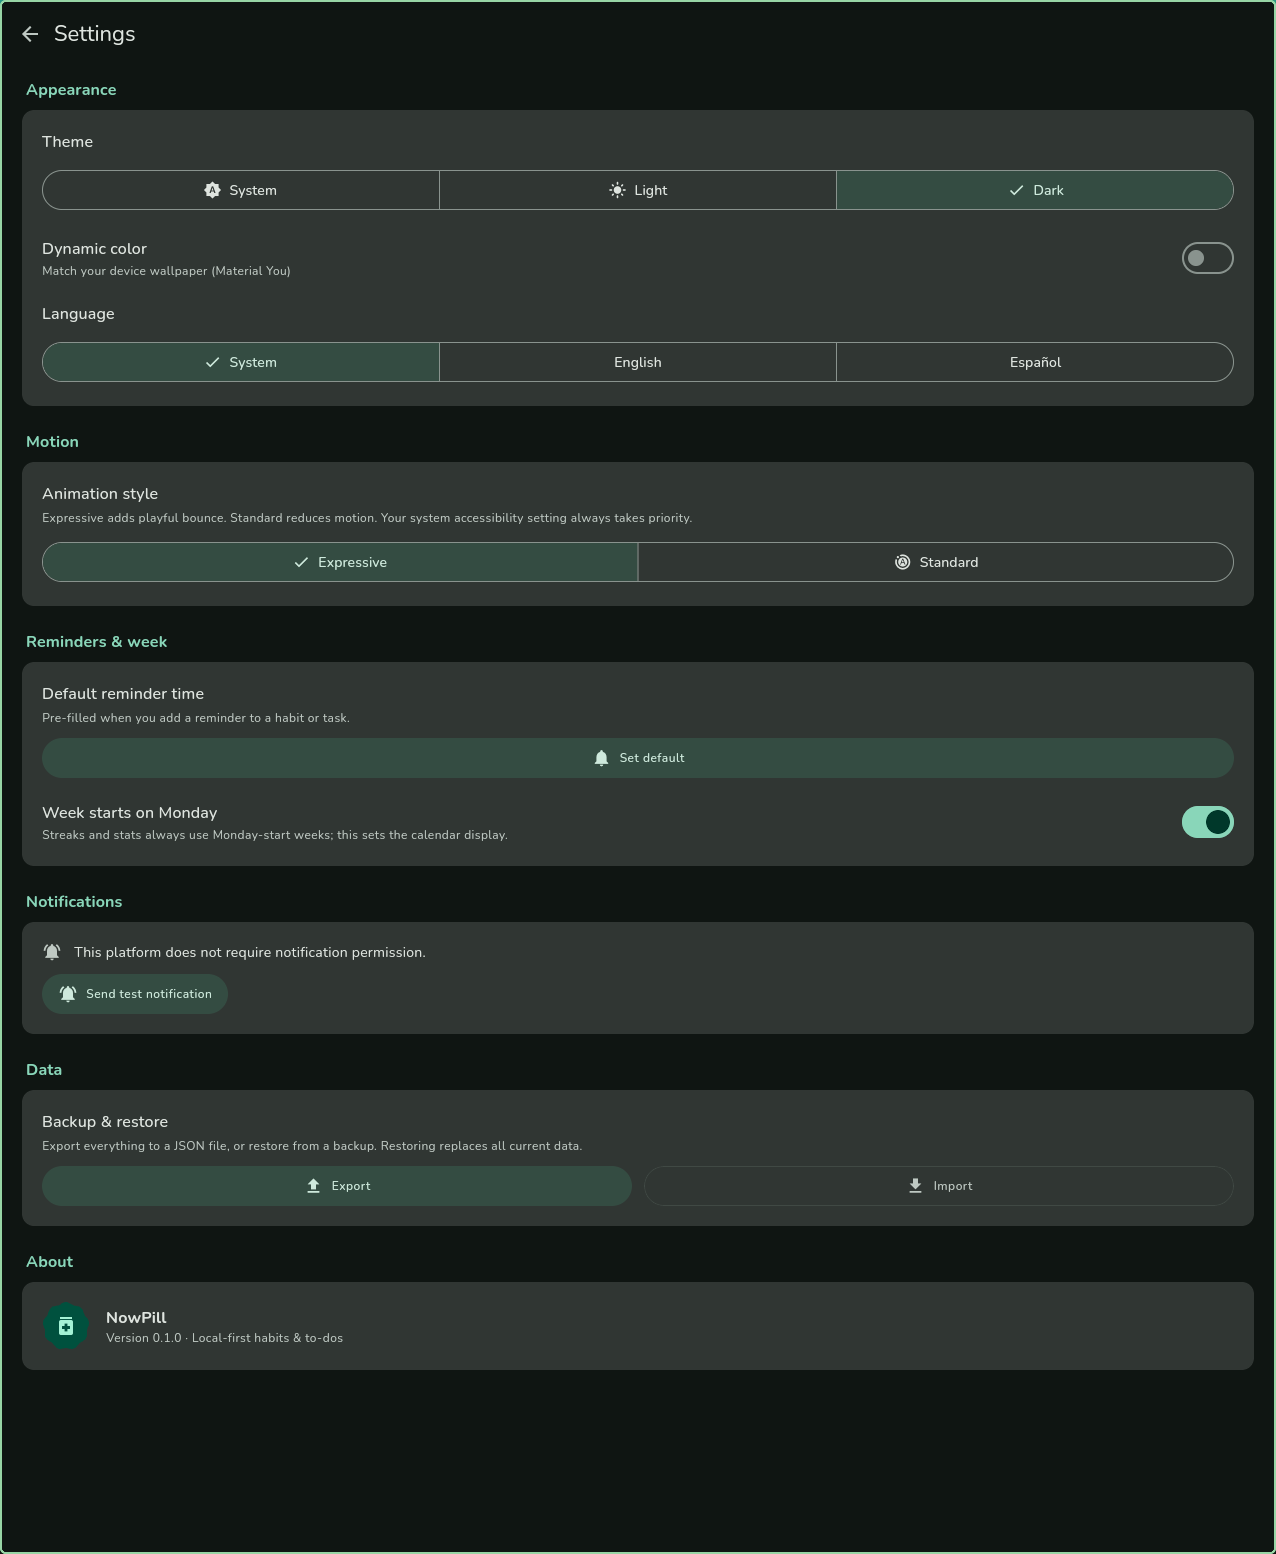 Settings
Appearance
Theme
System
Light
Dark
Dynamic color
Match your device wallpaper (Material You)
Language
System
English
Español
Motion
Animation style
Expressive adds playful bounce. Standard reduces motion. Your system accessibility setting always takes priority.
Expressive
Standard
Reminders & week
Default reminder time
Pre-filled when you add a reminder to a habit or task.
Set default
Week starts on Monday
Streaks and stats always use Monday-start weeks; this sets the calendar display.
Notifications
This platform does not require notification permission.
Send test notification
Data
Backup & restore
Export everything to a JSON file, or restore from a backup. Restoring replaces all current data.
Export
Import
About
NowPill
Version 0.1.0 · Local-first habits & to-dos